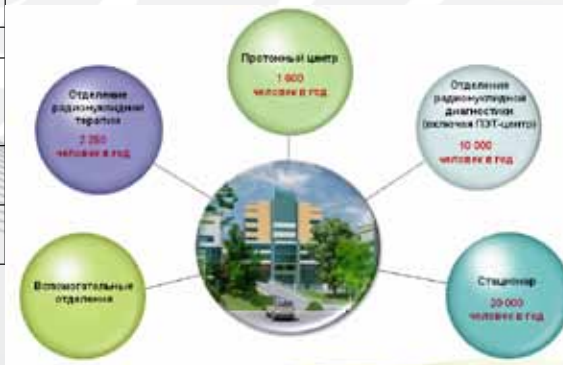 Протонный центр
человек в год
Отделение
радионуклидной
терапии
человек в год
Отделение
радионуклидной
диагностики
(включая ПЭТ-центр)
10 000
человек в год
Вспомогательные
отделения
Стационар
20 000
человек в год